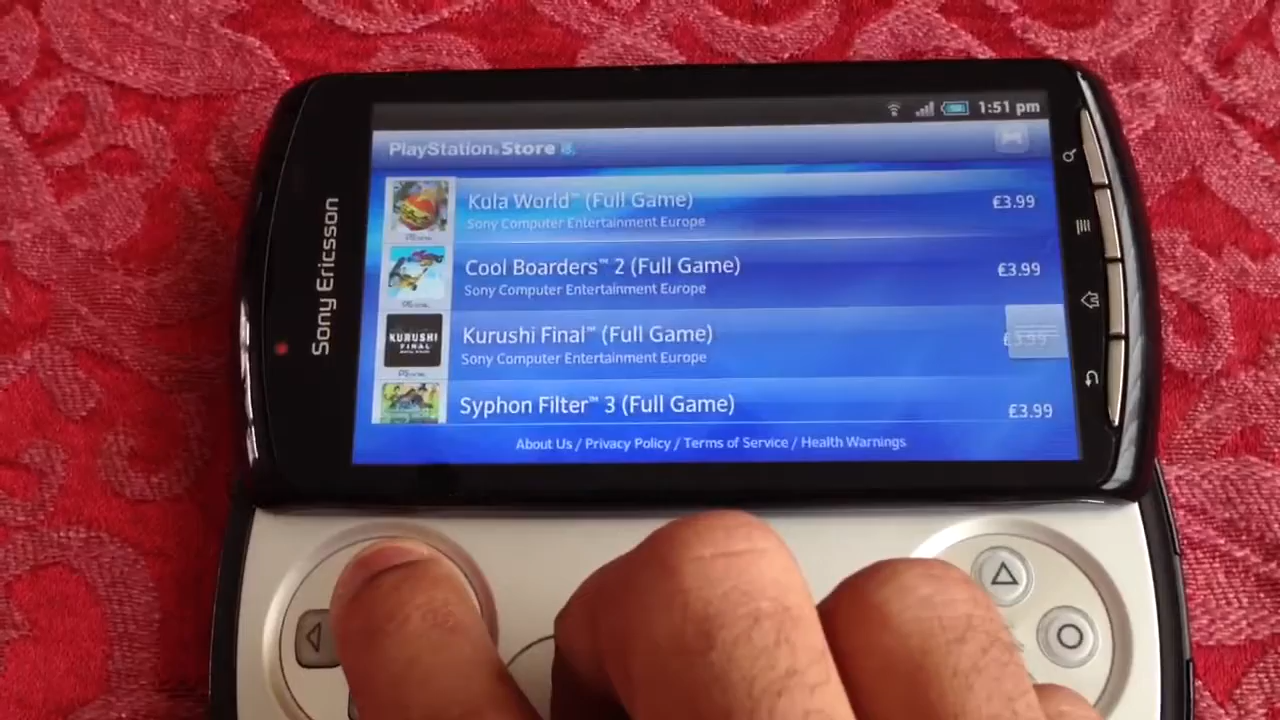 Sony Ericsson
1:51 pm
PlayStation®Store
Kula World™ (Full Game)
£3.99
Sony Computer Entertainment Europe
Cool Boarders™ 2 (Full Game)
£3.99
Sony Computer Entertainment Europe
KURUSHI
FINAL
Kurushi Final™ (Full Game)
£3.99
Sony Computer Entertainment Europe
Syphon Filter™ 3 (Full Game)
£3.99
About Us / Privacy Policy / Terms of Service / Health Warnings